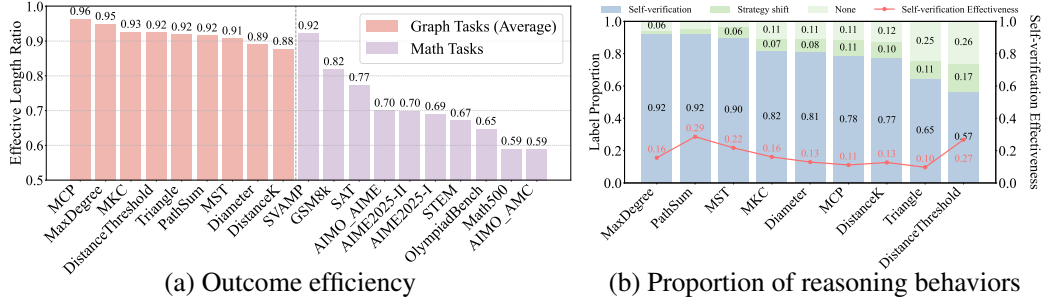 Effective Length Ratio
1.0
0.9
0.8
0.7
0.6
0.5
0.96
0.95
0.93
0.92
0.92
0.92
0.91
0.89
0.88
0.92
0.82
0.77
0.70
0.70
0.69
0.67
0.65
0.59
0.59
Graph Tasks (Average)
Math Tasks
MCP
MaxDegree
MKC
DistanceThreshold
Triangle
PathSum
MST
Diameter
DistanceK
SVAMP
GSM8k
SAT
AIMO_AIME
AIME2025-II
AIME2025-I
STEM
OlympiadBench
Math500
AIMO_AMC
(a) Outcome efficiency
Self-verification
Strategy shift
None
Self-verification Effectiveness
Label Proportion
1.0
0.8
0.6
0.4
0.2
0.0
0.06
0.06
0.11
0.11
0.11
0.12
0.25
0.26
0.07
0.08
0.11
0.10
0.11
0.17
0.92
0.92
0.90
0.82
0.81
0.78
0.77
0.65
0.57
0.16
0.29
0.22
0.16
0.13
0.11
0.13
0.10
0.27
1.0
0.8
0.6
0.4
0.2
0.0
Self-verification Effectiveness
MaxDegree
PathSum
MST
MKC
Diameter
MCP
DistanceK
Triangle
DistanceThreshold
(b) Proportion of reasoning behaviors